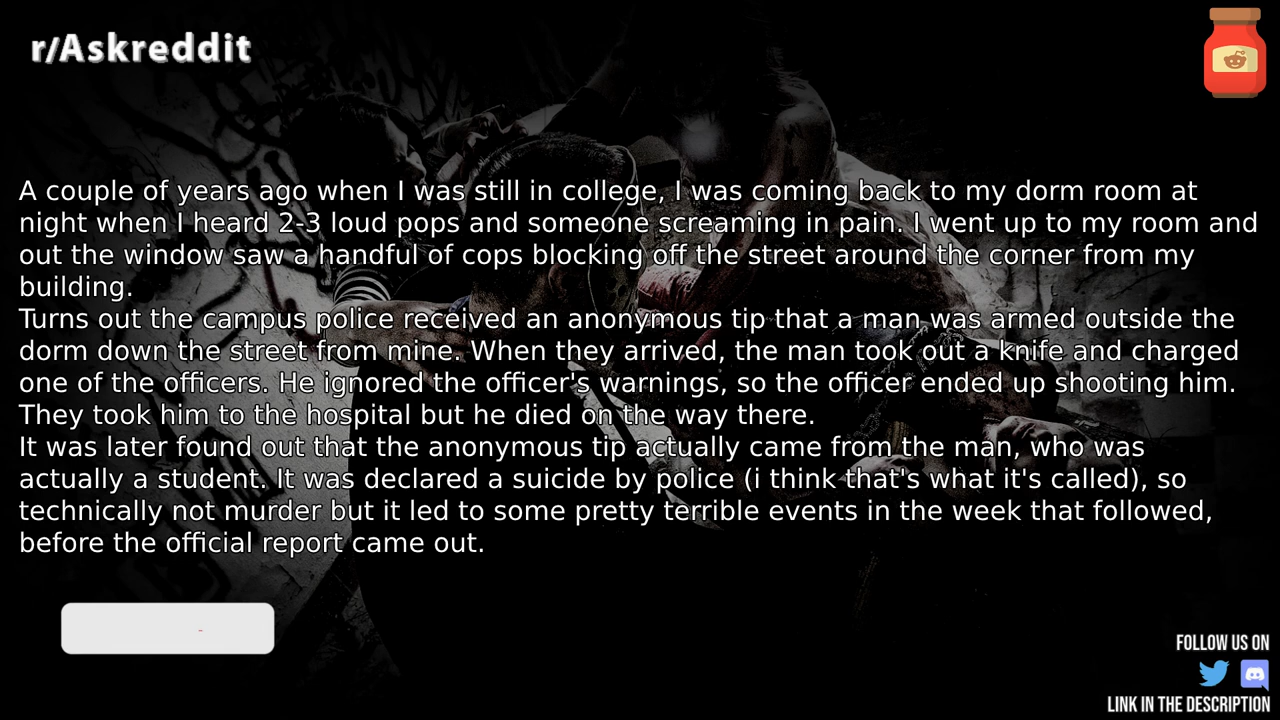 r/Askreddit
A couple of years ago when I was still in college, I was coming back to my dorm room at
night when I heard 2-3 loud pops and someone screaming in pain. I went up to my room and
out the window saw a handful of cops blocking off the street around the corner from my
building.
Turns out the campus police received an anonymous tip that a man was armed outside the
dorm down the street from mine. When they arrived, the man took out a knife and charged
one of the officers. He ignored the officer's warnings, so the officer ended up shooting him.
They took him to the hospital but he died on the way there.
It was later found out that the anonymous tip actually came from the man, who was
actually a student. It was declared a suicide by police (i think that's what it's called), so
technically not murder but it led to some pretty terrible events in the week that followed,
before the official report came out.
FOLLOW US ON
LINK IN THE DESCRIPTION